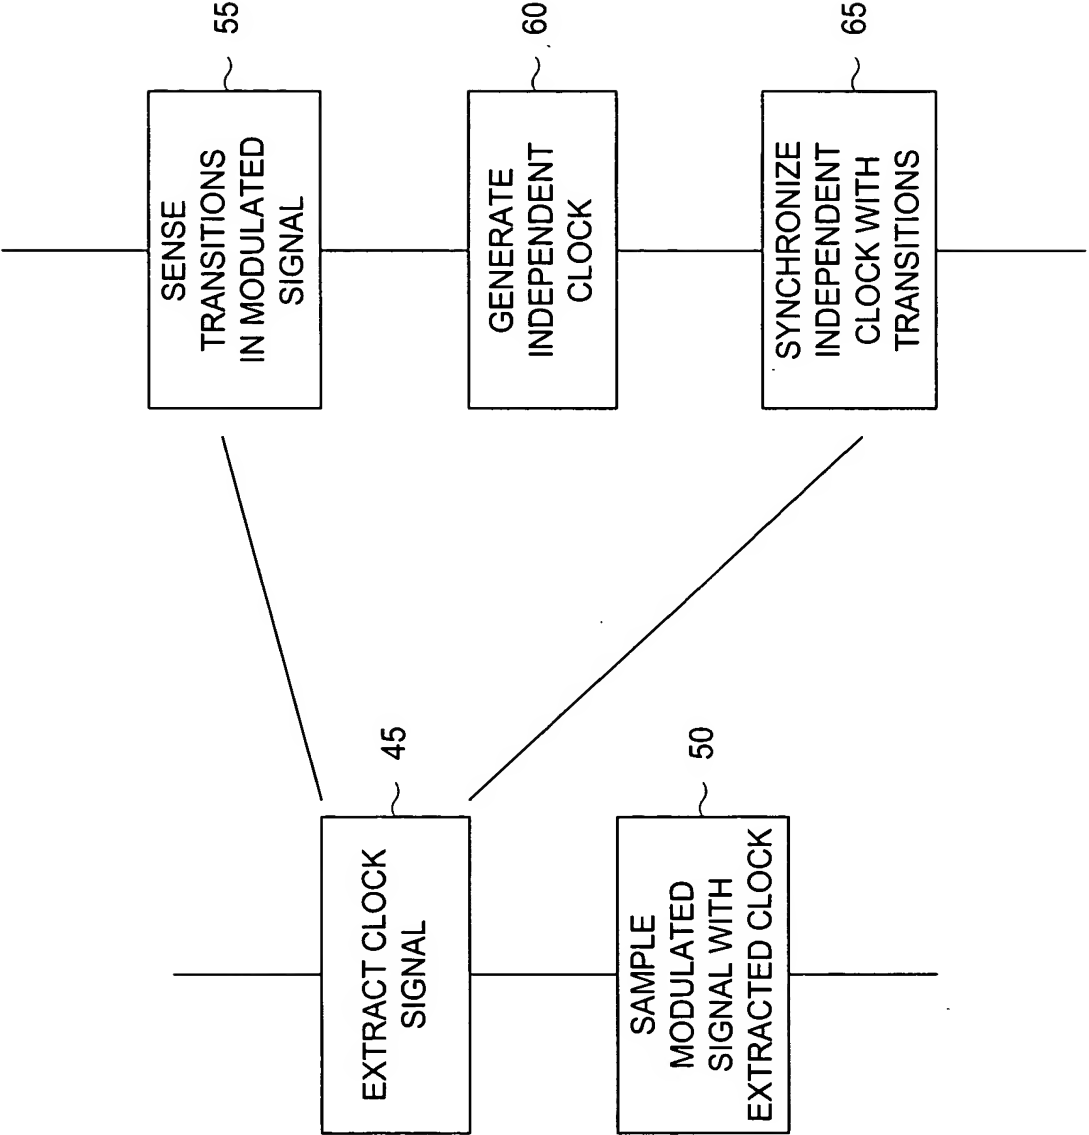 EXTRACT CLOCK
SIGNAL
45
SAMPLE
MODULATED
SIGNAL WITH
EXTRACTED CLOCK
50
SENSE
TRANSITIONS
IN MODULATED
SIGNAL
55
GENERATE
INDEPENDENT
CLOCK
60
SYNCHRONIZE
INDEPENDENT
CLOCK WITH
TRANSITIONS
65